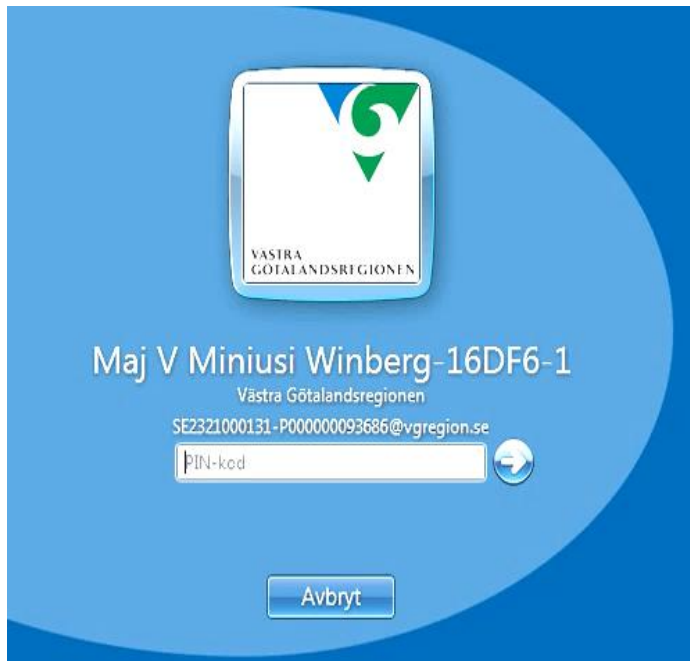 VÄSTRA
GÖTALANDSREGIONEN
Maj V Miniusi Winberg-16DF6-1
Västra Götalandsregionen
SE2321000131-P000000093686@vgregion.se
PIN-kod
Avbryt